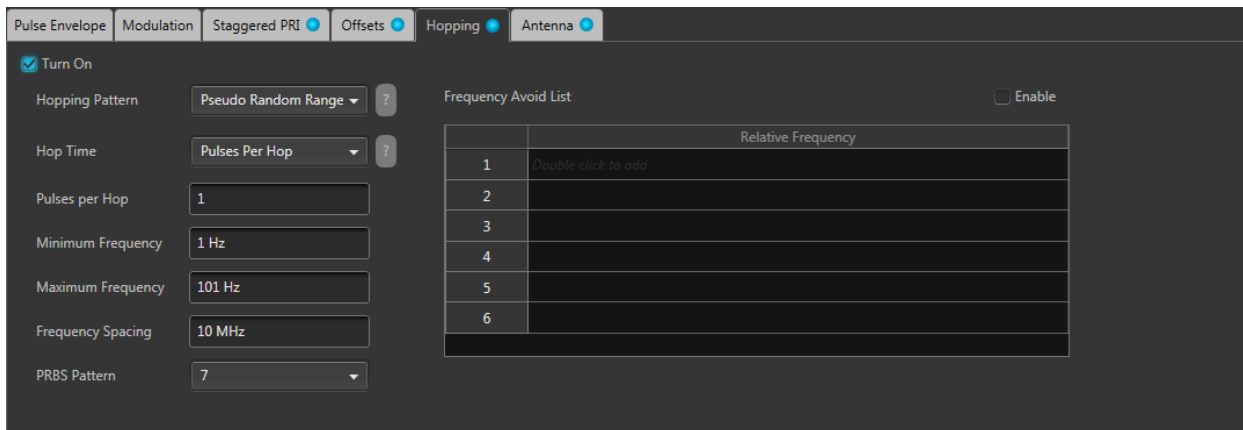 Pulse Envelope Modulation Staggered PRI Offsets Hopping Antenna
Turn On
Hopping Pattern Pseudo Random Range ? Frequency Avoid List Enable
Relative Frequency
Hop Time Pulses Per Hop ?
1 Double click to add
Pulses per Hop 1 2
3
Minimum Frequency 1 Hz
4
Maximum Frequency 101 Hz 5
Frequency Spacing 10 MHz 6
PRBS Pattern 7